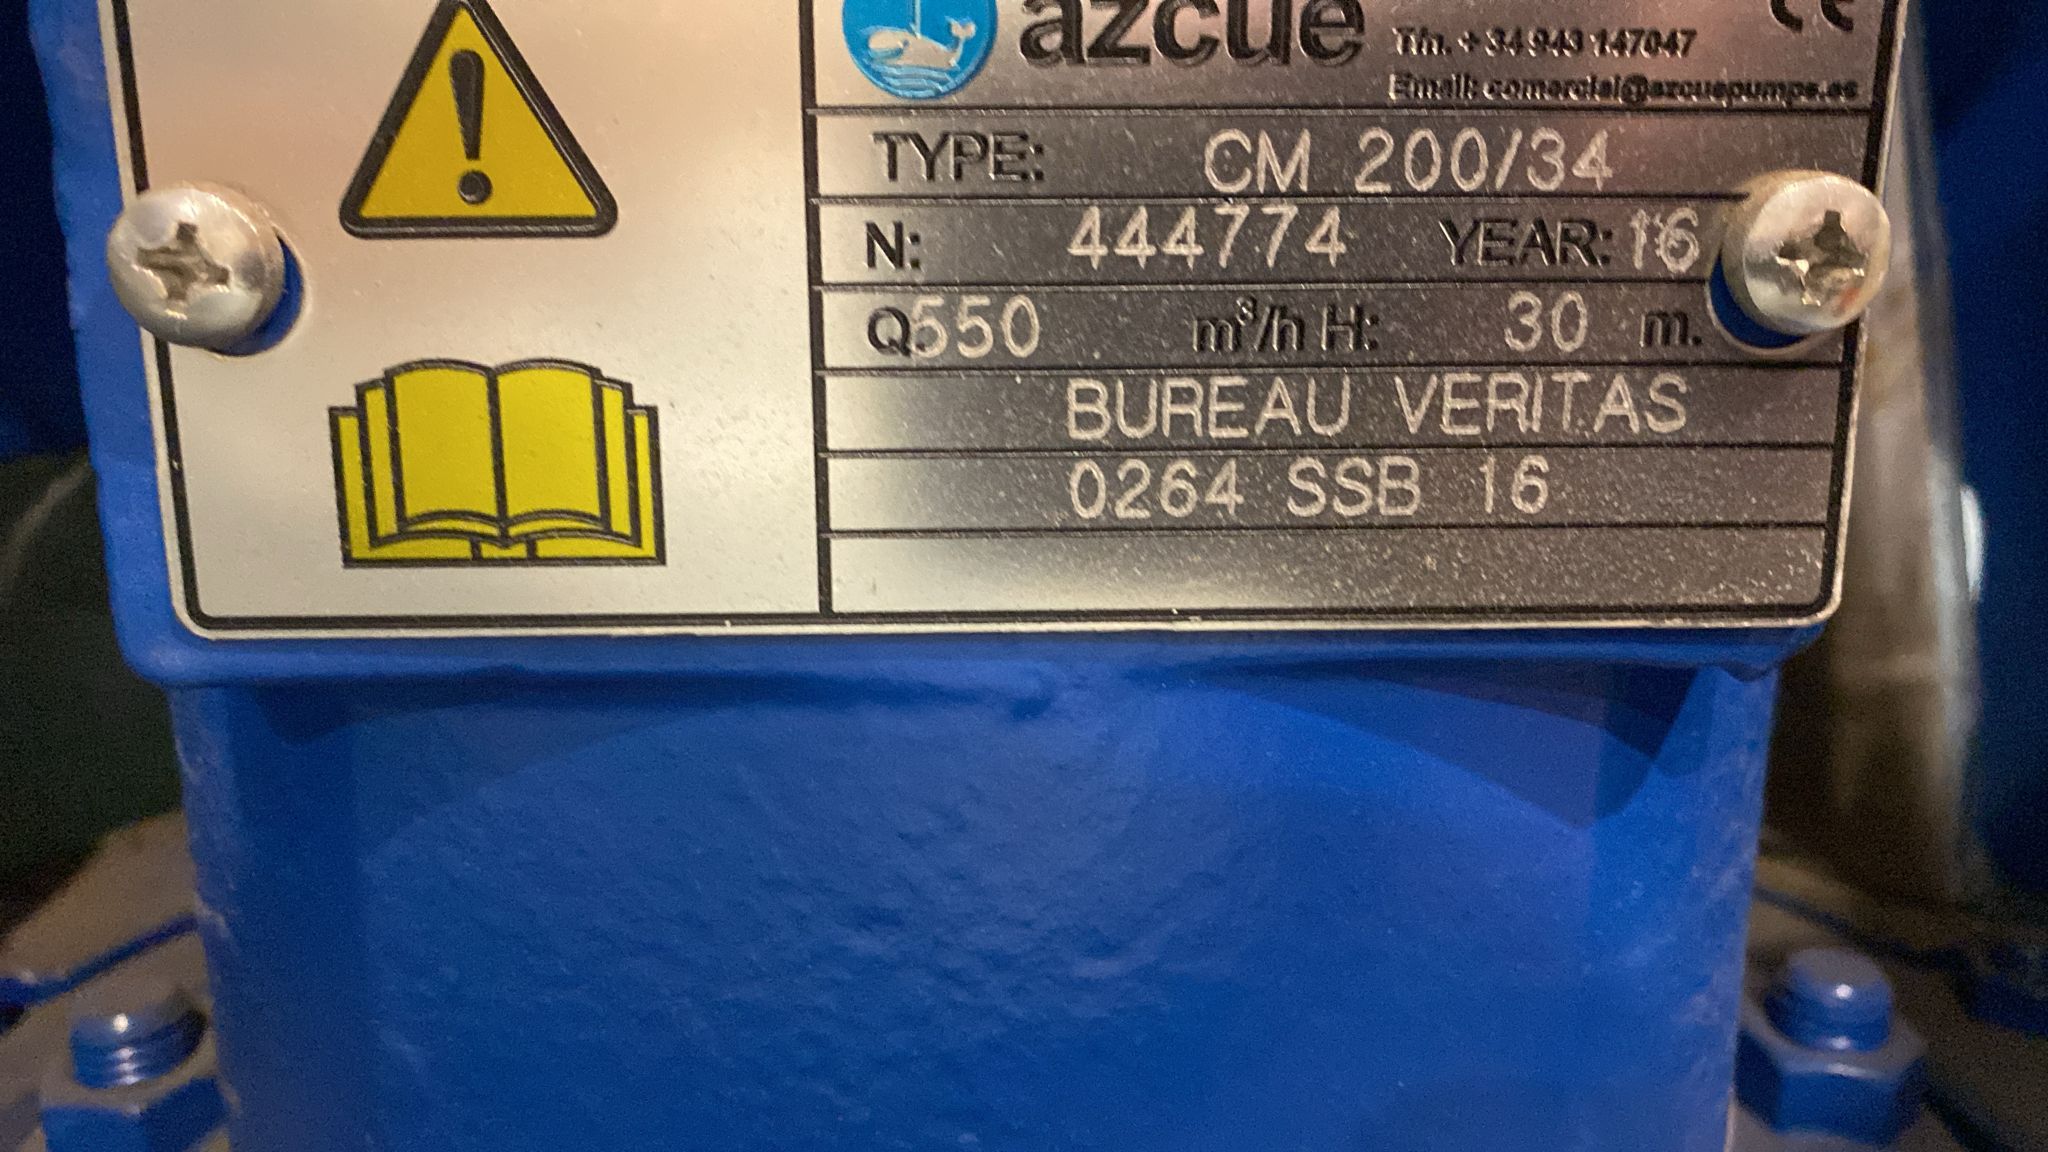 azcue
Tfn. + 34 943 147047
Email: comercial@azcuepumps.es
TYPE: CM 200/34
N: 444774 YEAR: 16
Q: 550 m³/h H: 30 m.
BUREAU VERITAS
0264 SSB 16